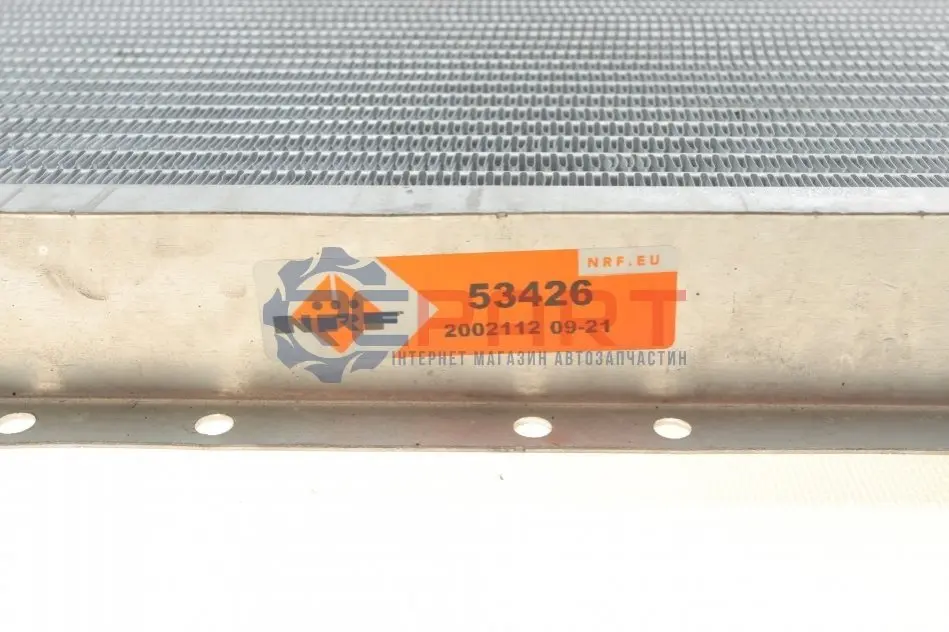 NRF.EU
53426
NRF
2002112 09-21
EPART
ІНТЕРНЕТ МАГАЗИН АВТОЗАПЧАСТИН